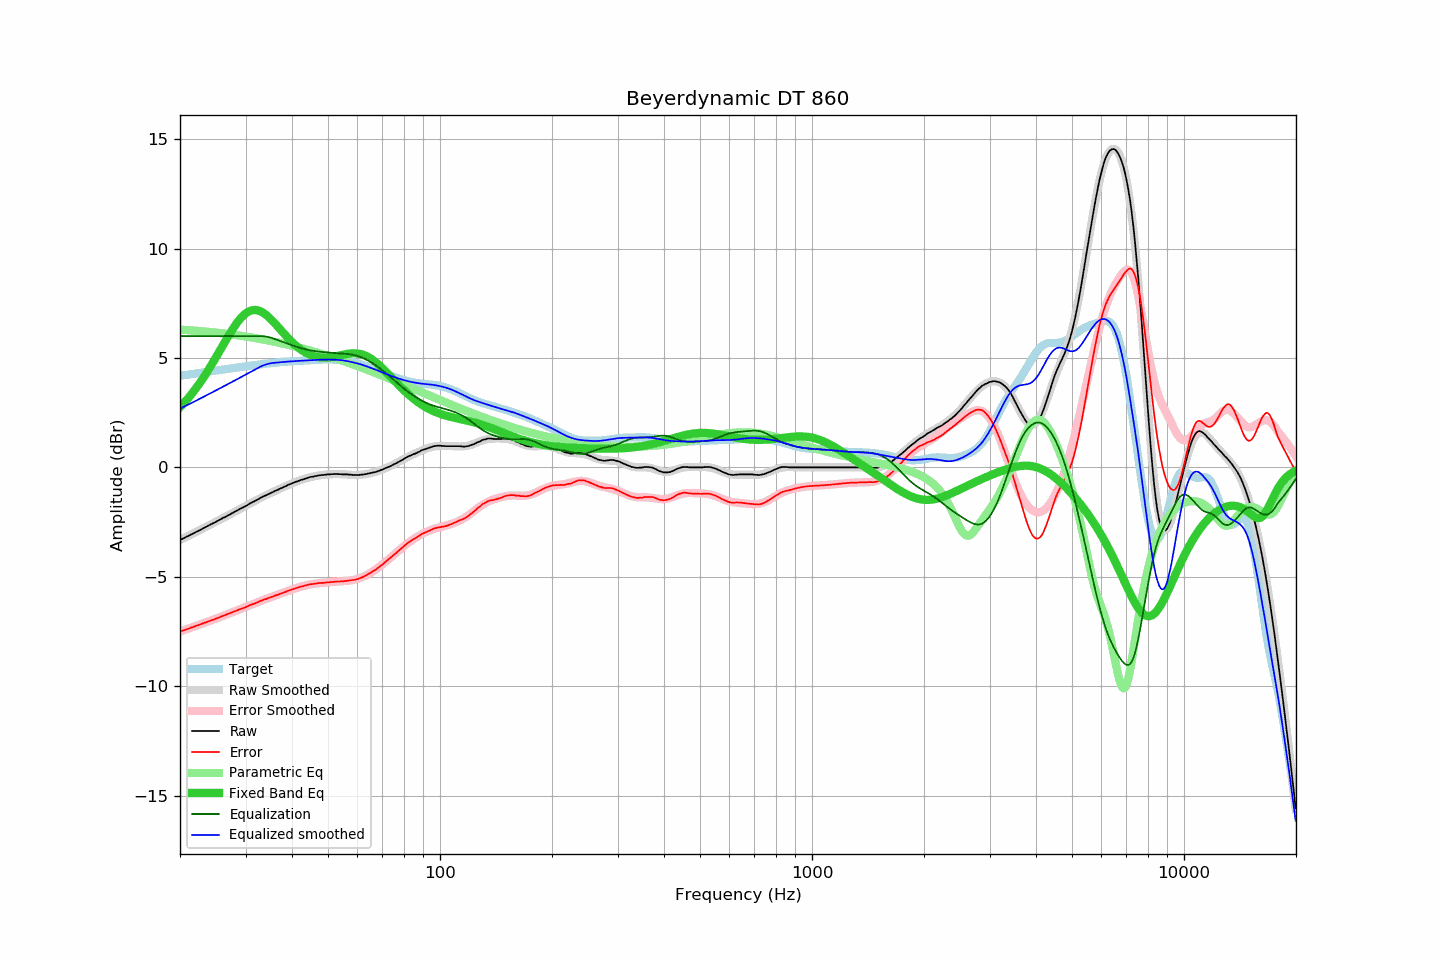 Beyerdynamic DT 860
15
10
5
0
−5
−10
−15
Amplitude (dBr)
Target
Raw Smoothed
Error Smoothed
Raw
Error
Parametric Eq
Fixed Band Eq
Equalization
Equalized smoothed
100
1000
10000
Frequency (Hz)